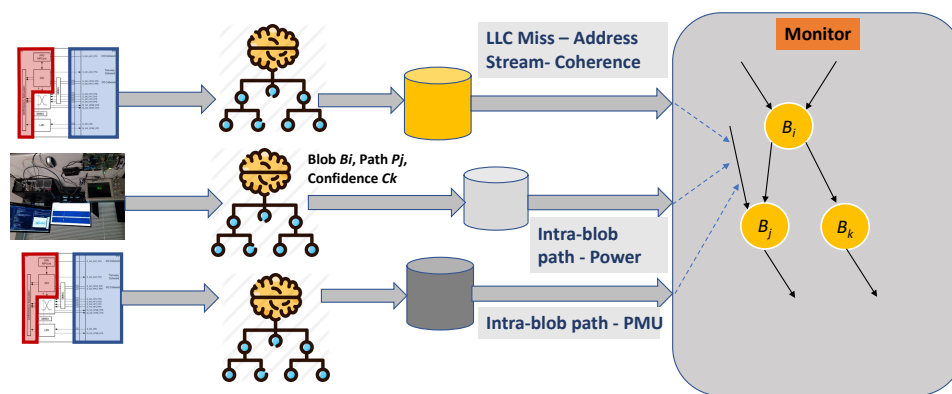 LLC Miss – Address
Stream- Coherence
Monitor
Bi
Blob Bi, Path Pj,
Confidence Ck
Intra-blob
path - Power
Bj
Bk
Intra-blob path - PMU